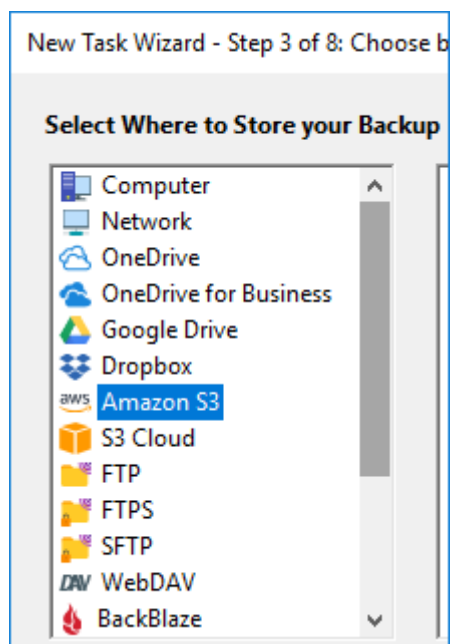 New Task Wizard - Step 3 of 8: Choose b
Select Where to Store your Backup
Computer
Network
OneDrive
OneDrive for Business
Google Drive
Dropbox
aws Amazon S3
S3 Cloud
FTP
FTPS
SFTP
DAV WebDAV
BackBlaze